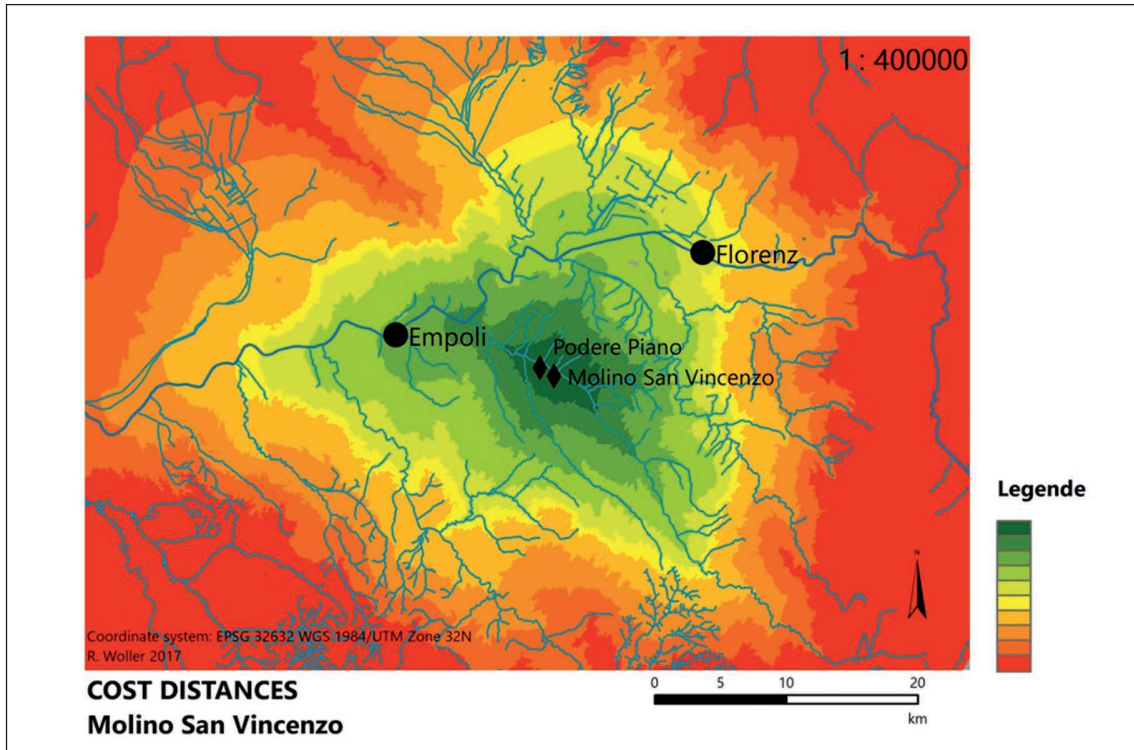 1 : 400000
Florenz
Empoli
Podere Piano
Molino San Vincenzo
Legende
N
Coordinate system: EPSG 32632 WGS 1984/UTM Zone 32N
R. Woller 2017
COST DISTANCES
Molino San Vincenzo
0 5 10 20
km